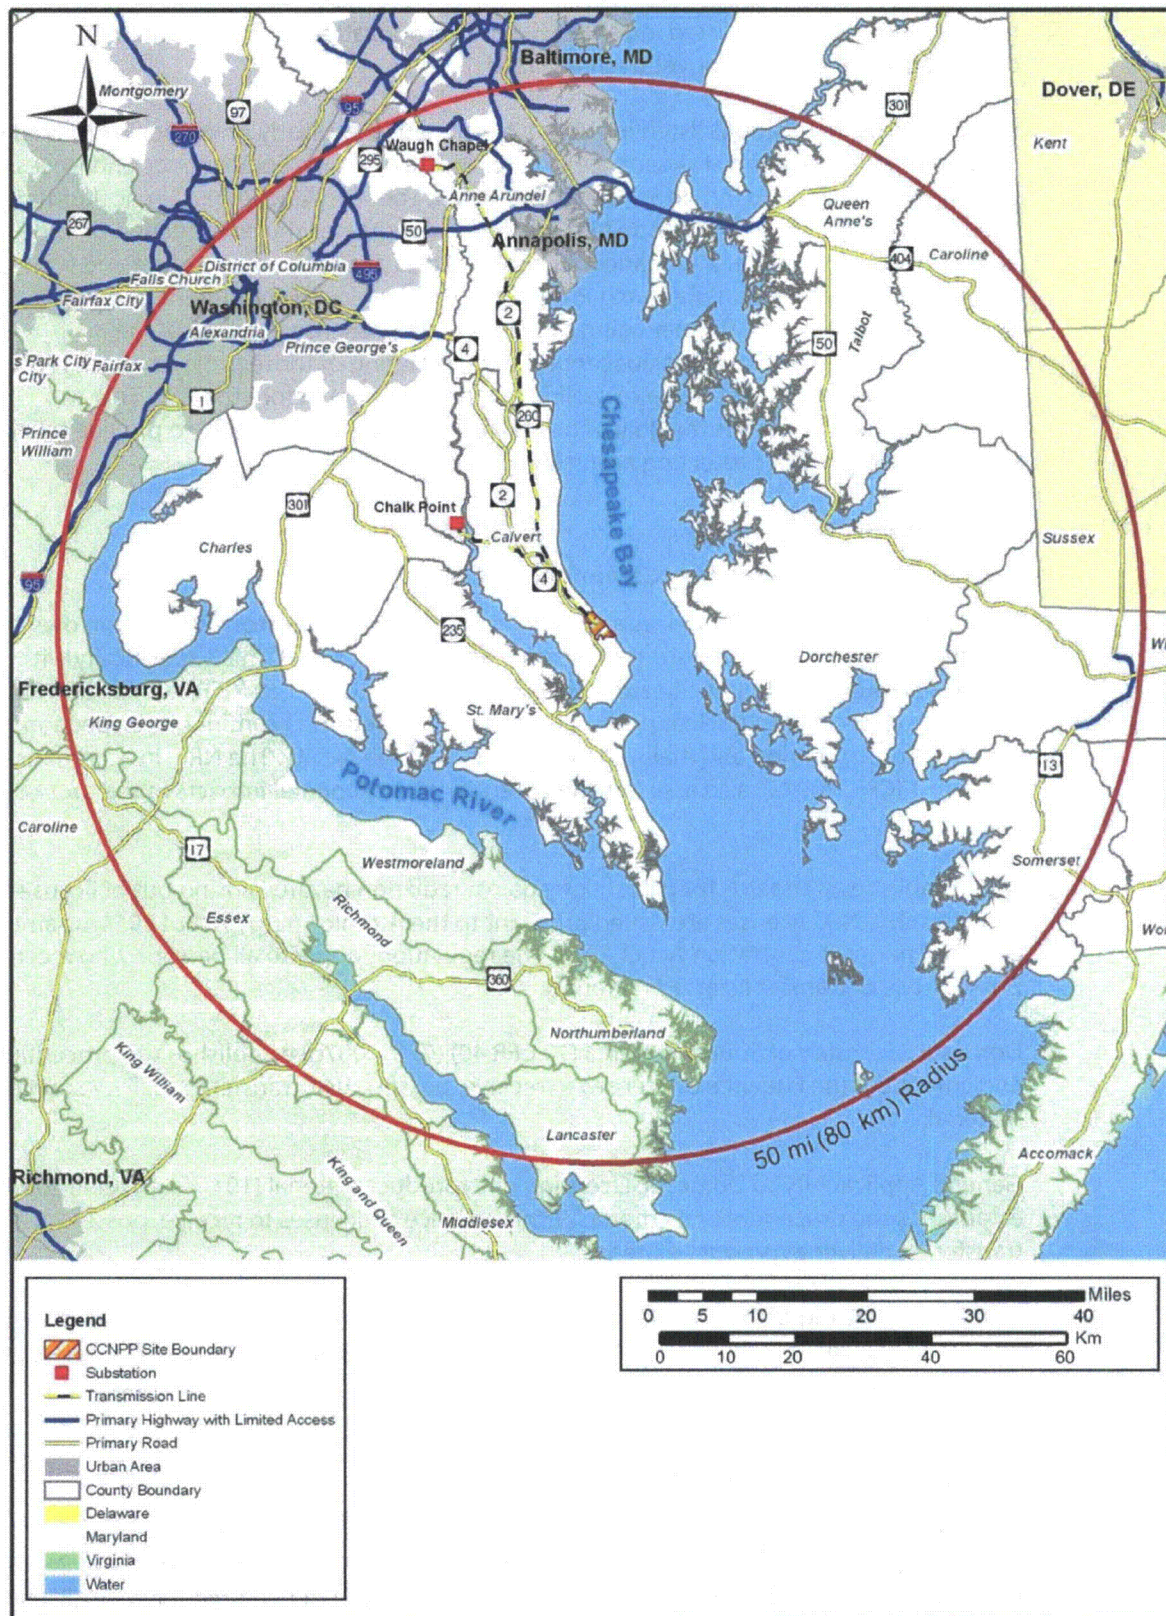 N
Baltimore, MD
Montgomery
97
95
270
301
Dover, DE
Kent
Waugh Chapel
295
Anne Arundel
Queen
Anne's
267
50
Annapolis, MD
404
Caroline
District of Columbia
495
Falls Church
Fairfax City
Washington, DC
2
Alexandria
Prince George's
4
50
Talbot
s Park City
City
Fairfax
1
260
Chesapeake Bay
Prince
William
301
2
Chalk Point
Calvert
Charles
4
Sussex
95
235
Dorchester
Wi
Fredericksburg, VA
King George
St. Mary's
13
Potomac River
Caroline
17
Westmoreland
Somerset
Essex
Richmond
Wor
360
Northumberland
King William
50 mi (80 km) Radius
Lancaster
Accomack
Richmond, VA
King and Queen
Middlesex
Legend
CCNPP Site Boundary
Substation
Transmission Line
Primary Highway with Limited Access
Primary Road
Urban Area
County Boundary
Delaware
Maryland
Virginia
Water
Miles
0 5 10 20 30 40
Km
0 10 20 40 60